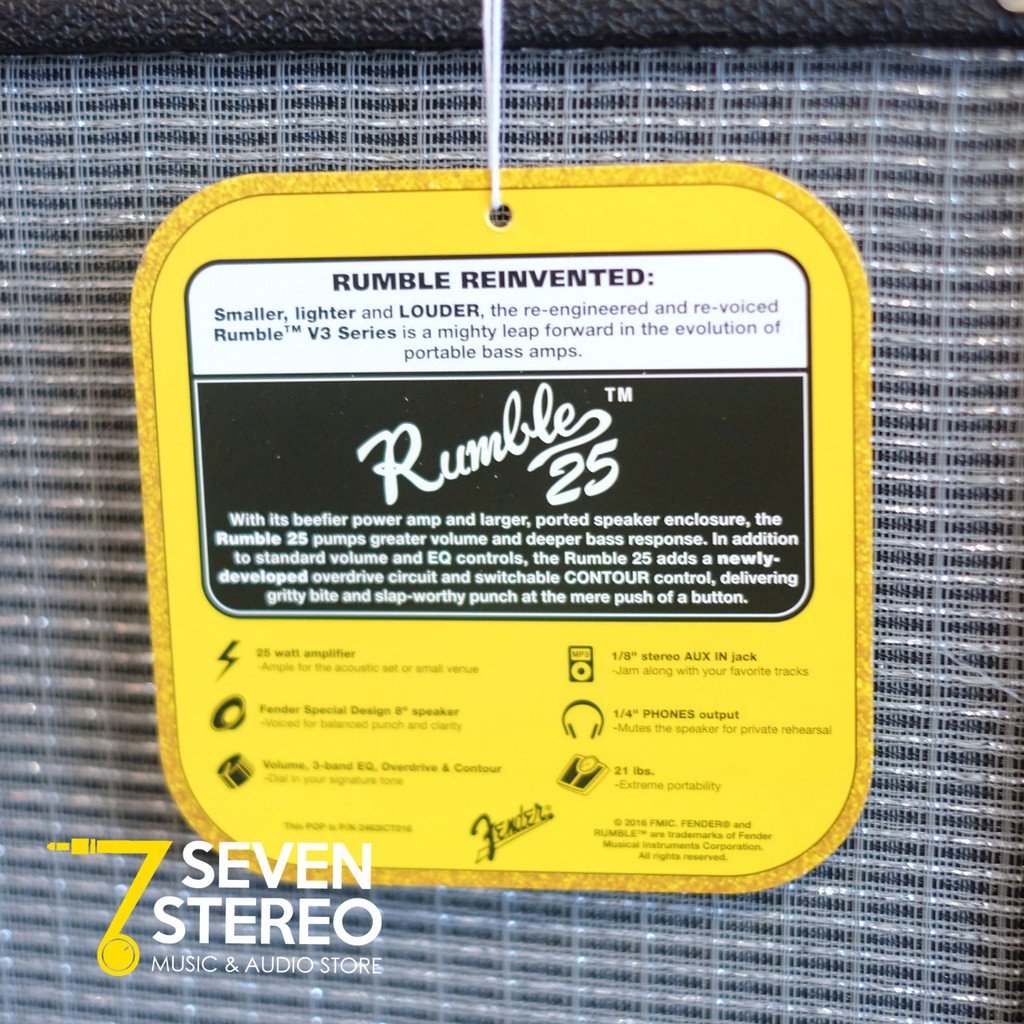 RUMBLE REINVENTED:
Smaller, lighter and LOUDER, the re-engineered and re-voiced
Rumble™ V3 Series is a mighty leap forward in the evolution of
portable bass amps.
Rumble™
25
With its beefier power amp and larger, ported speaker enclosure, the
Rumble 25 pumps greater volume and deeper bass response. In addition
to standard volume and EQ controls, the Rumble 25 adds a newly-
developed overdrive circuit and switchable CONTOUR control, delivering
gritty bite and slap-worthy punch at the mere push of a button.
25 watt amplifier
-Ample for the acoustic set or small venue
Fender Special Design 8" speaker
-Voiced for balanced punch and clarity
Volume, 3-band EQ, Overdrive & Contour
-Dial in your signature tone
MP3
1/8" stereo AUX IN jack
-Jam along with your favorite tracks
1/4" PHONES output
-Mutes the speaker for private rehearsal
21 lbs.
-Extreme portability
This POP is P/N 2463ICT016
Fender®
© 2016 FMIC. FENDER® and
RUMBLE™ are trademarks of Fender
Musical Instruments Corporation.
All rights reserved.
7 SEVEN
STEREO
MUSIC & AUDIO STORE